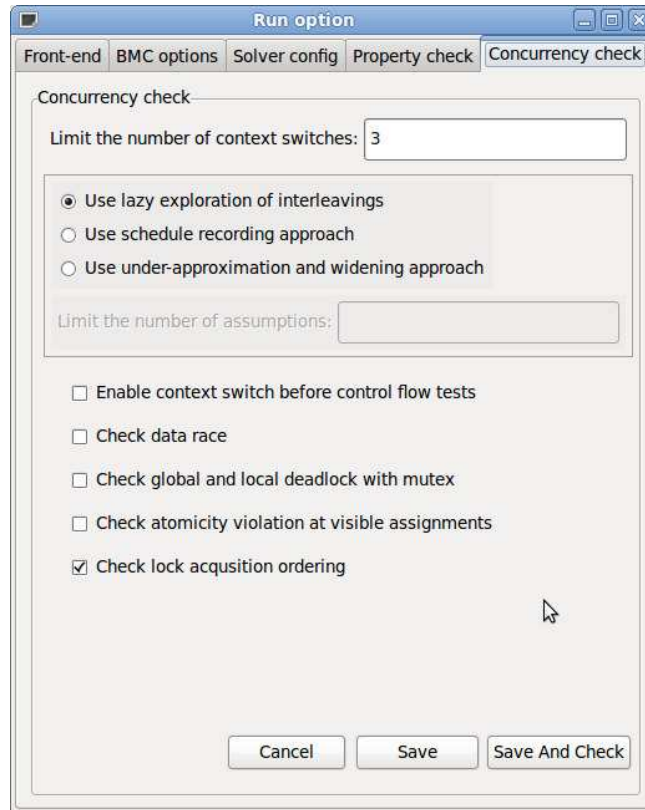 Run option
Front-end BMC options Solver config Property check Concurrency check
Concurrency check
Limit the number of context switches: 3
Use lazy exploration of interleavings
Use schedule recording approach
Use under-approximation and widening approach
Limit the number of assumptions:
Enable context switch before control flow tests
Check data race
Check global and local deadlock with mutex
Check atomicity violation at visible assignments
Check lock acqusition ordering
Cancel Save Save And Check